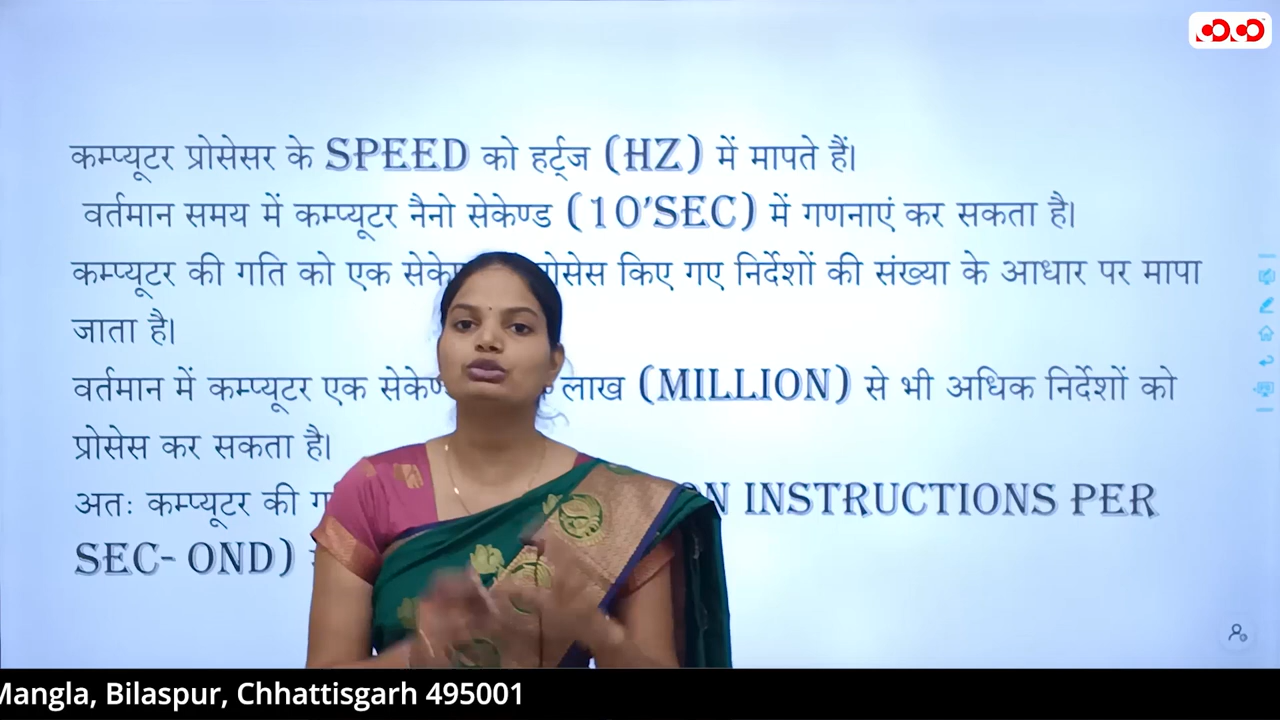 कम्प्यूटर प्रोसेसर के SPEED को हर्ट्ज (HZ) में मापते हैं।
वर्तमान समय में कम्प्यूटर नैनो सेकेण्ड (10'SEC) में गणनाएं कर सकता है।
कम्प्यूटर की गति को एक किए गए निर्देशों की संख्या के आधार पर मापा
जाता है।
वर्तमान में कम्प्यूटर एक लाख (MILLION) से भी अधिक निर्देशों को
प्रोसेस कर सकता है।
अतः कम्प्यूटर की INSTRUCTIONS PER
SEC- OND)
Mangla, Bilaspur, Chhattisgarh 495001